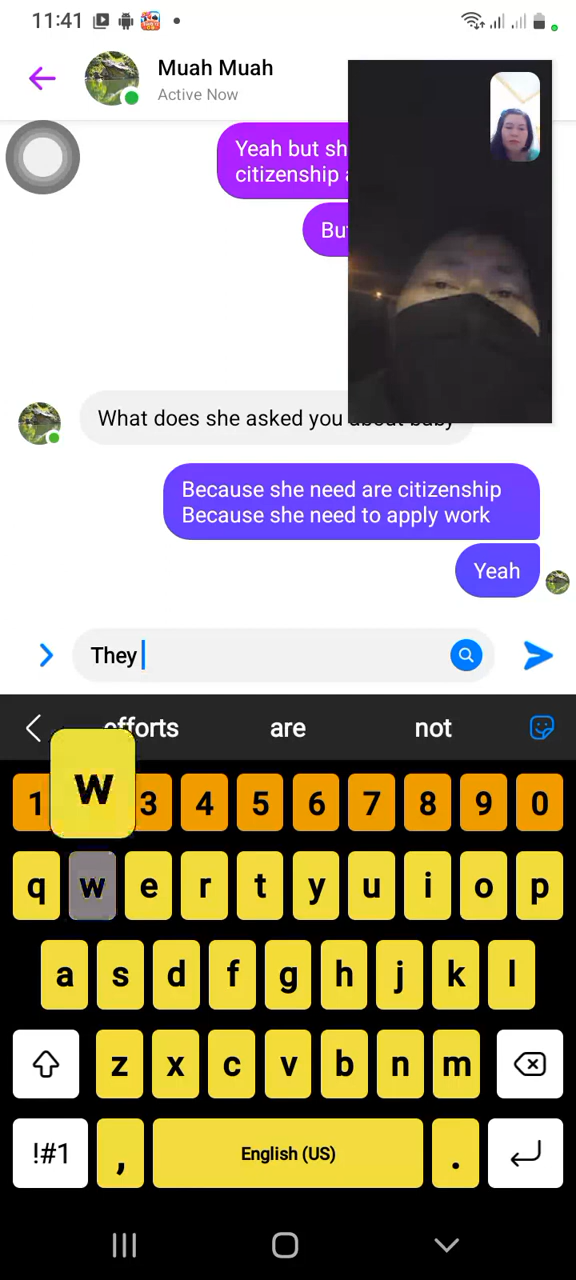 11:41
Muah Muah
Active Now
Yeah but sh
citizenship
Bu
What does she asked you about baby
Because she need are citizenship
Because she need to apply work
Yeah
They
efforts are not
w
1 3 4 5 6 7 8 9 0
q w e r t y u i o p
a s d f g h j k l
z x c v b n m
!#1 , English (US) .